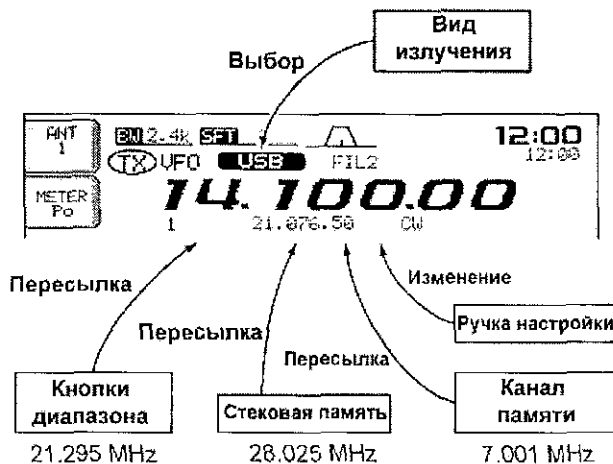 Вид
излучения
Выбор
ANT
1
BW 2.4k SFT
12:00
TX VFO USB FIL2
12:00
METER
Po
14.100.00
1 21.076.50 CW
Пересылка
Пересылка
Пересылка
Изменение
Ручка настройки
Кнопки
диапазона
Стековая память
Канал
памяти
21.295 MHz
28.025 MHz
7.001 MHz